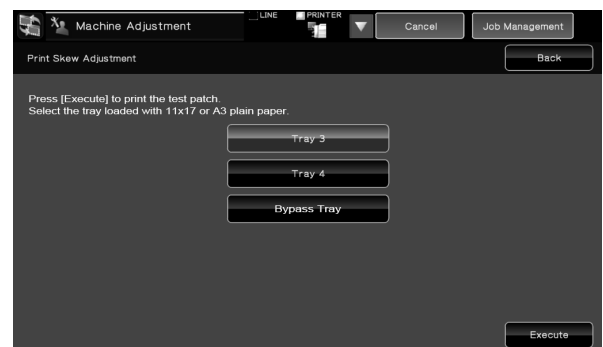 Machine Adjustment
LINE
PRINTER
Cancel
Job Management
Print Skew Adjustment
Back
Press [Execute] to print the test patch.
Select the tray loaded with 11x17 or A3 plain paper.
Tray 3
Tray 4
Bypass Tray
Execute